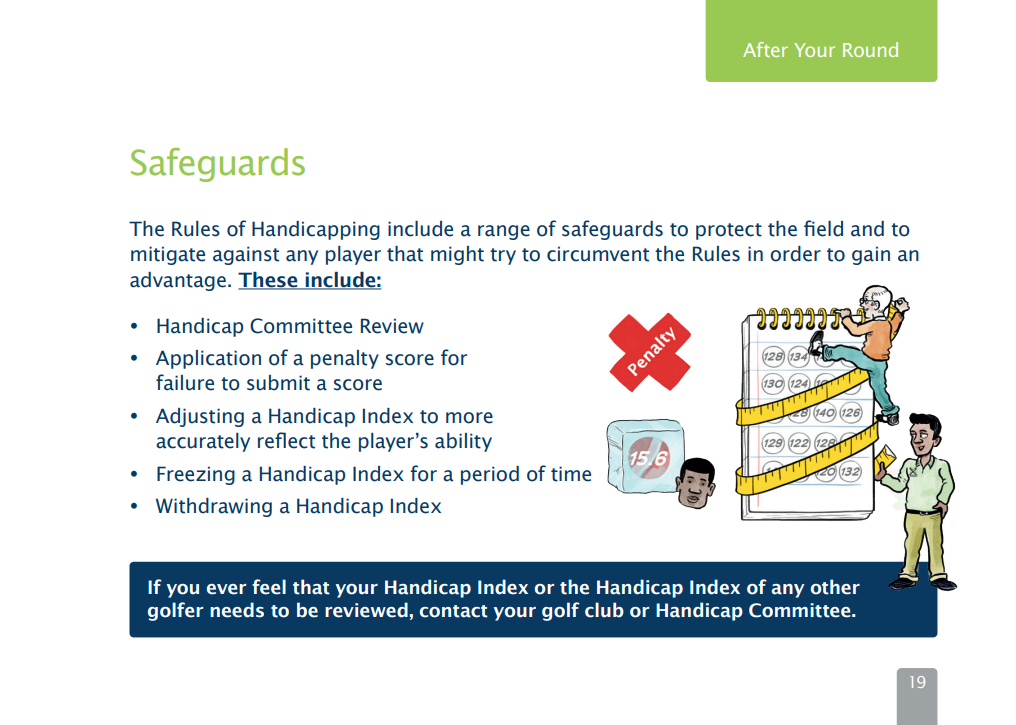 After Your Round
Safeguards
The Rules of Handicapping include a range of safeguards to protect the field and to
mitigate against any player that might try to circumvent the Rules in order to gain an
advantage. These include:
• Handicap Committee Review
• Application of a penalty score for
failure to submit a score
• Adjusting a Handicap Index to more
accurately reflect the player’s ability
• Freezing a Handicap Index for a period of time
• Withdrawing a Handicap Index
Penalty
15.6
128 134
130 124
128 140 126
129 122 128
132
If you ever feel that your Handicap Index or the Handicap Index of any other
golfer needs to be reviewed, contact your golf club or Handicap Committee.
19